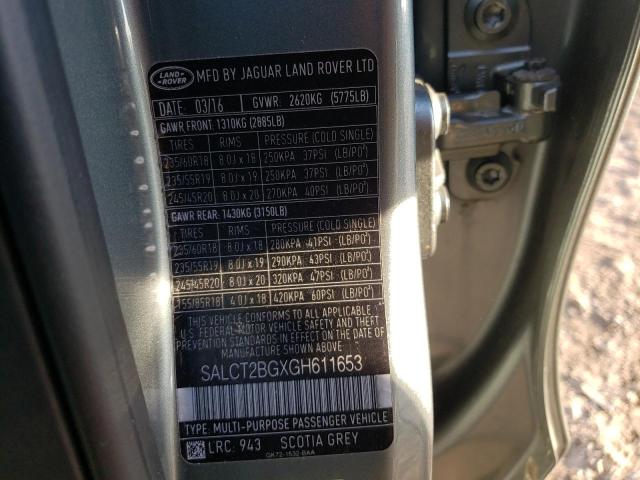 LAND-ROVER
MFD BY JAGUAR LAND ROVER LTD
DATE: 03/16 GVWR: 2620KG (5775LB)
GAWR FRONT: 1310KG (2885LB)
TIRES RIMS PRESSURE (COLD SINGLE)
235/60R18 8.0J x 18 250KPA 37PSI (LB/PO²)
235/55R19 8.0J x 19 250KPA 37PSI (LB/PO²)
245/45R20 8.0J x 20 270KPA 40PSI (LB/PO²)
GAWR REAR: 1430KG (3150LB)
TIRES RIMS PRESSURE (COLD SINGLE)
235/60R18 8.0J x 18 280KPA 41PSI (LB/PO²)
235/55R19 8.0J x 19 290KPA 43PSI (LB/PO²)
245/45R20 8.0J x 20 320KPA 47PSI (LB/PO²)
155/85R18 4.0J x 18 420KPA 60PSI (LB/PO²)
THIS VEHICLE CONFORMS TO ALL APPLICABLE
U.S. FEDERAL MOTOR VEHICLE SAFETY AND THEFT
PREVENTION STANDARDS IN EFFECT ON THE DATE
OF MANUFACTURE SHOWN ABOVE.
SALCT2BGXGH611653
TYPE: MULTI-PURPOSE PASSENGER VEHICLE
LRC: 943 SCOTIA GREY
GK72-1532-BAA